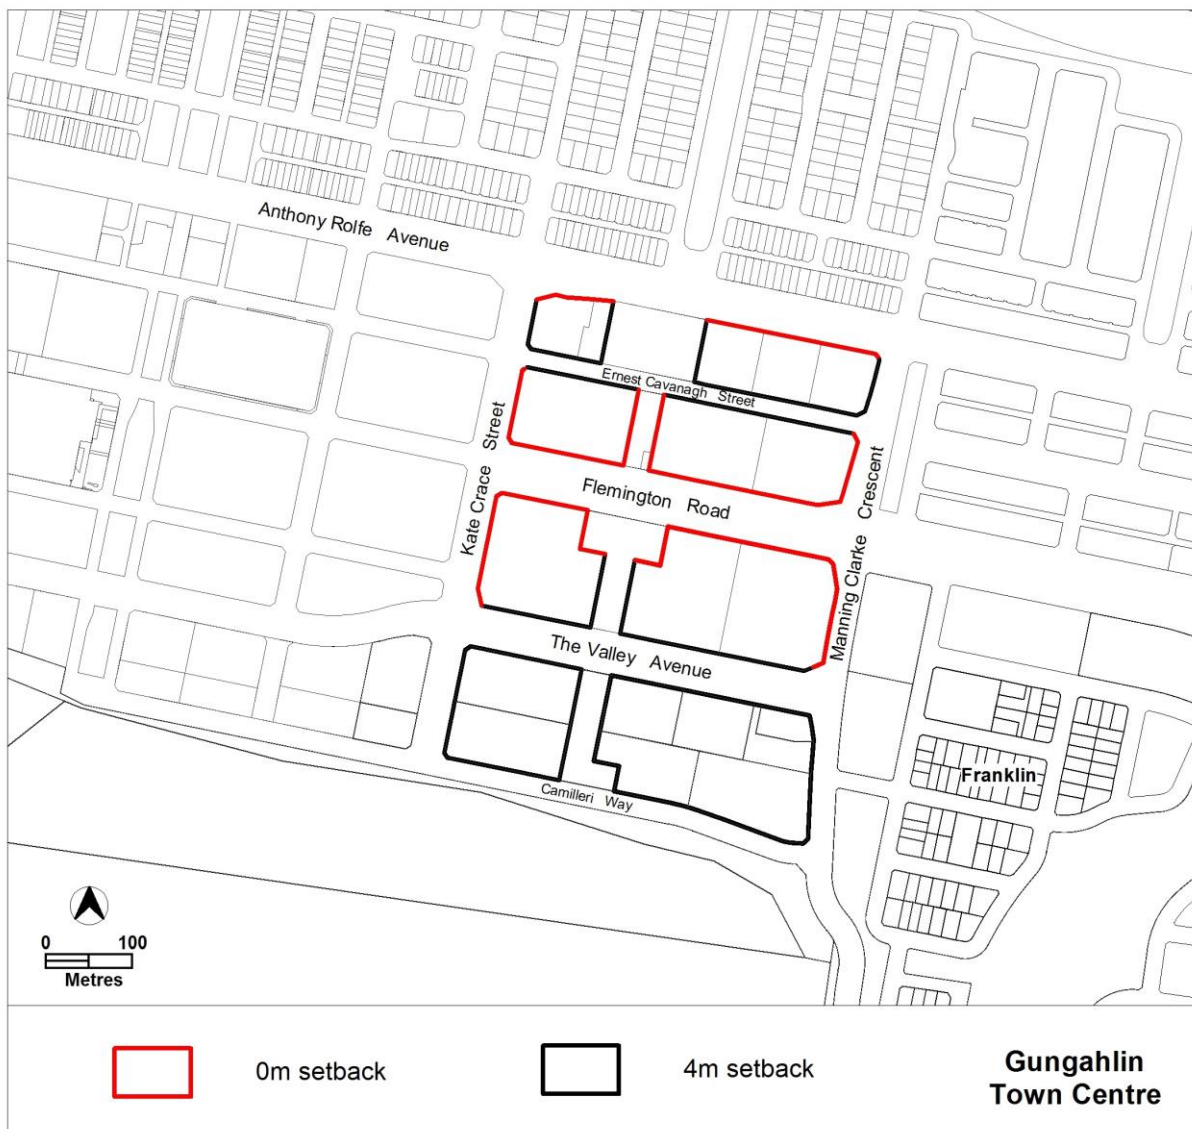 Anthony Rolfe Avenue
Ernest Cavanagh Street
Kate Crace Street
Flemington Road
Manning Clarke Crescent
The Valley Avenue
Franklin
Camilleri Way
0 100
Metres
0m setback
4m setback
Gungahlin
Town Centre